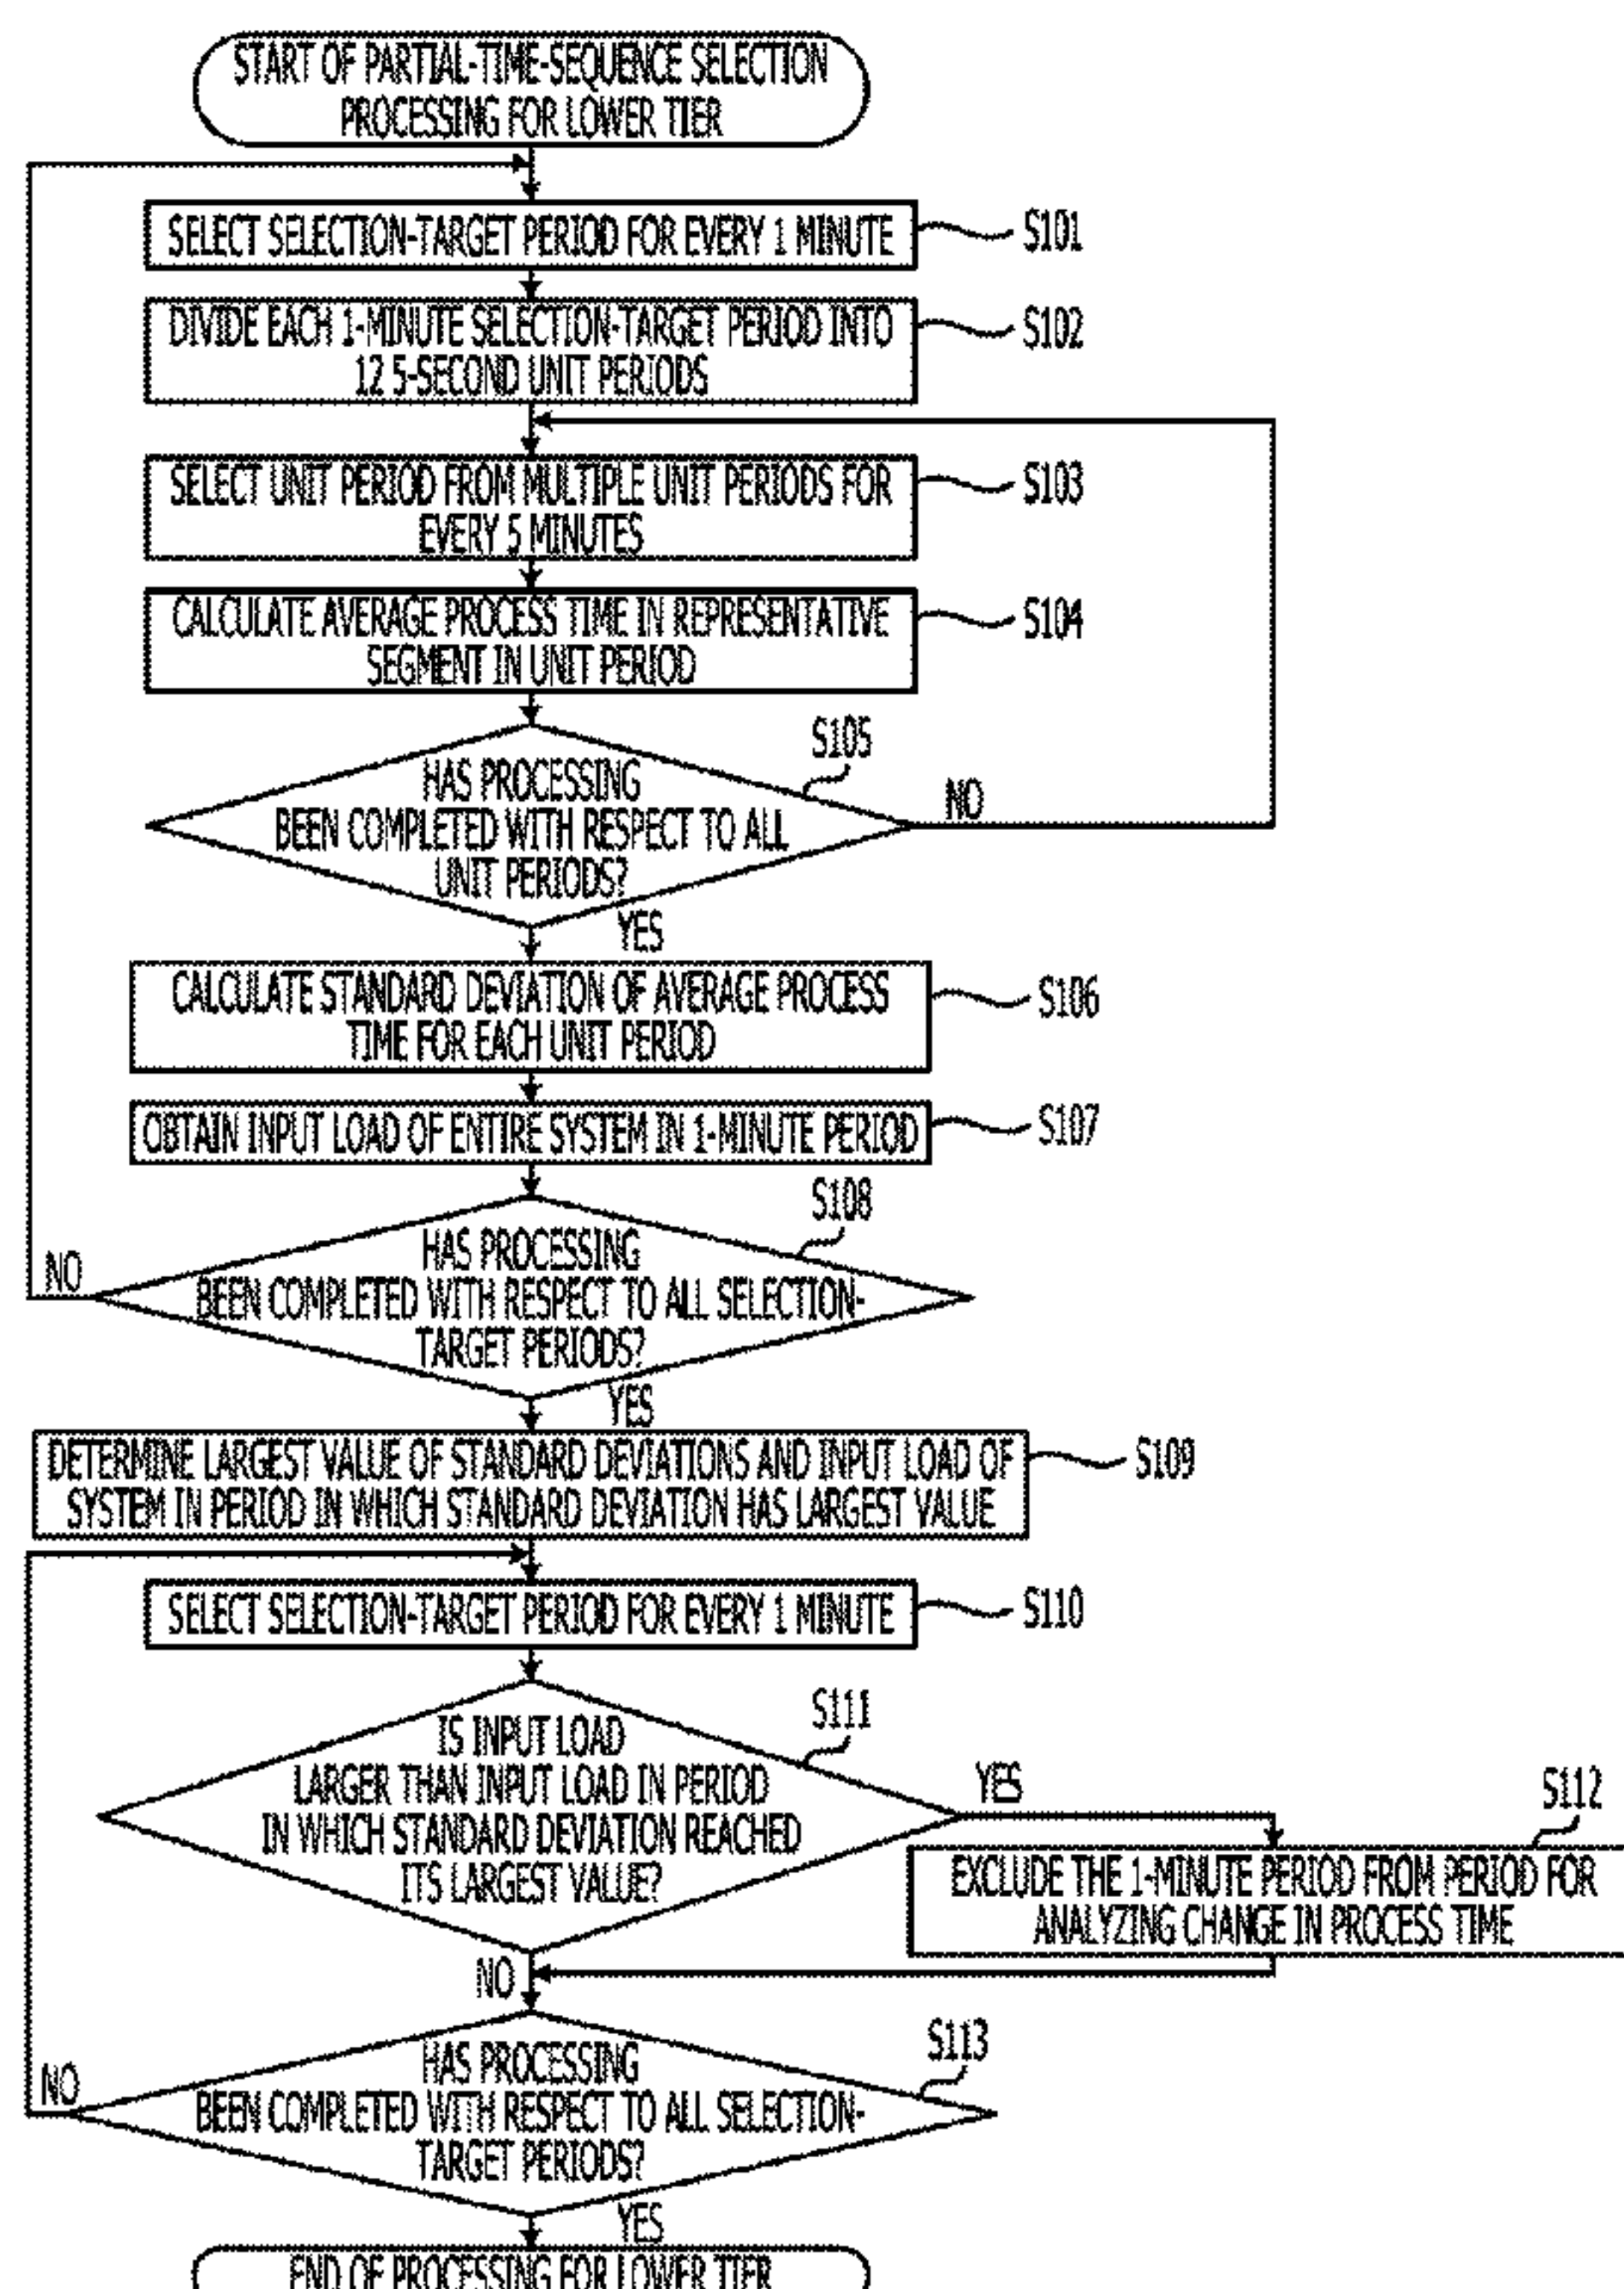 START OF PARTIAL-TIME-SEQUENCE SELECTION
PROCESSING FOR LOWER TIER
SELECT SELECTION-TARGET PERIOD FOR EVERY 1 MINUTE
S101
DIVIDE EACH 1-MINUTE SELECTION-TARGET PERIOD INTO
12 5-SECOND UNIT PERIODS
S102
SELECT UNIT PERIOD FROM MULTIPLE UNIT PERIODS FOR
EVERY 5 MINUTES
S103
CALCULATE AVERAGE PROCESS TIME IN REPRESENTATIVE
SEGMENT IN UNIT PERIOD
S104
S105
HAS PROCESSING
BEEN COMPLETED WITH RESPECT TO ALL
UNIT PERIODS?
NO
YES
CALCULATE STANDARD DEVIATION OF AVERAGE PROCESS
TIME FOR EACH UNIT PERIOD
S106
OBTAIN INPUT LOAD OF ENTIRE SYSTEM IN 1-MINUTE PERIOD
S107
S108
HAS PROCESSING
BEEN COMPLETED WITH RESPECT TO ALL SELECTION-
TARGET PERIODS?
NO
YES
DETERMINE LARGEST VALUE OF STANDARD DEVIATIONS AND INPUT LOAD OF
SYSTEM IN PERIOD IN WHICH STANDARD DEVIATION HAS LARGEST VALUE
S109
SELECT SELECTION-TARGET PERIOD FOR EVERY 1 MINUTE
S110
S111
IS INPUT LOAD
LARGER THAN INPUT LOAD IN PERIOD
IN WHICH STANDARD DEVIATION REACHED
ITS LARGEST VALUE?
YES
S112
EXCLUDE THE 1-MINUTE PERIOD FROM PERIOD FOR
ANALYZING CHANGE IN PROCESS TIME
NO
S113
HAS PROCESSING
BEEN COMPLETED WITH RESPECT TO ALL SELECTION-
TARGET PERIODS?
NO
YES
END OF PROCESSING FOR LOWER TIER